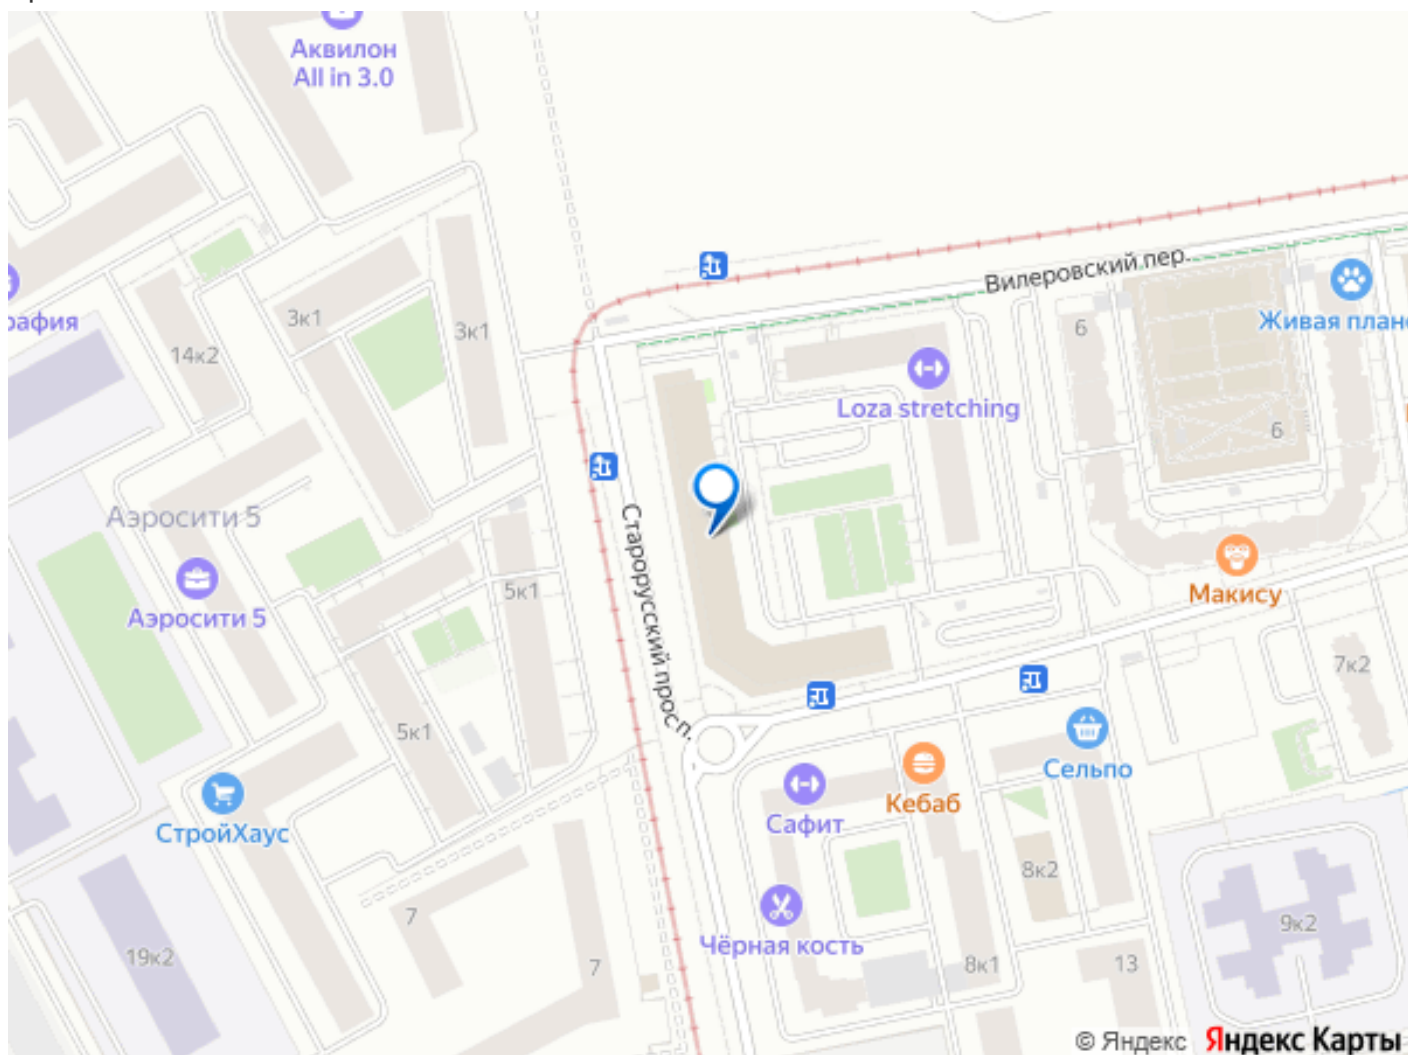 Аквилон
All in 3.0
Вилеровский пер.
Живая плане
рафия
3к1
3к1
14к2
6
Loza stretching
6
Аэросити 5
Старорусский просп.
Аэросити 5
5к1
Макису
7к2
5к1
Сельпо
Кебаб
Сафит
СтройХаус
8к2
7
Чёрная кость
9к2
19к2
7
8к1
13
© Яндекс Яндекс Карты